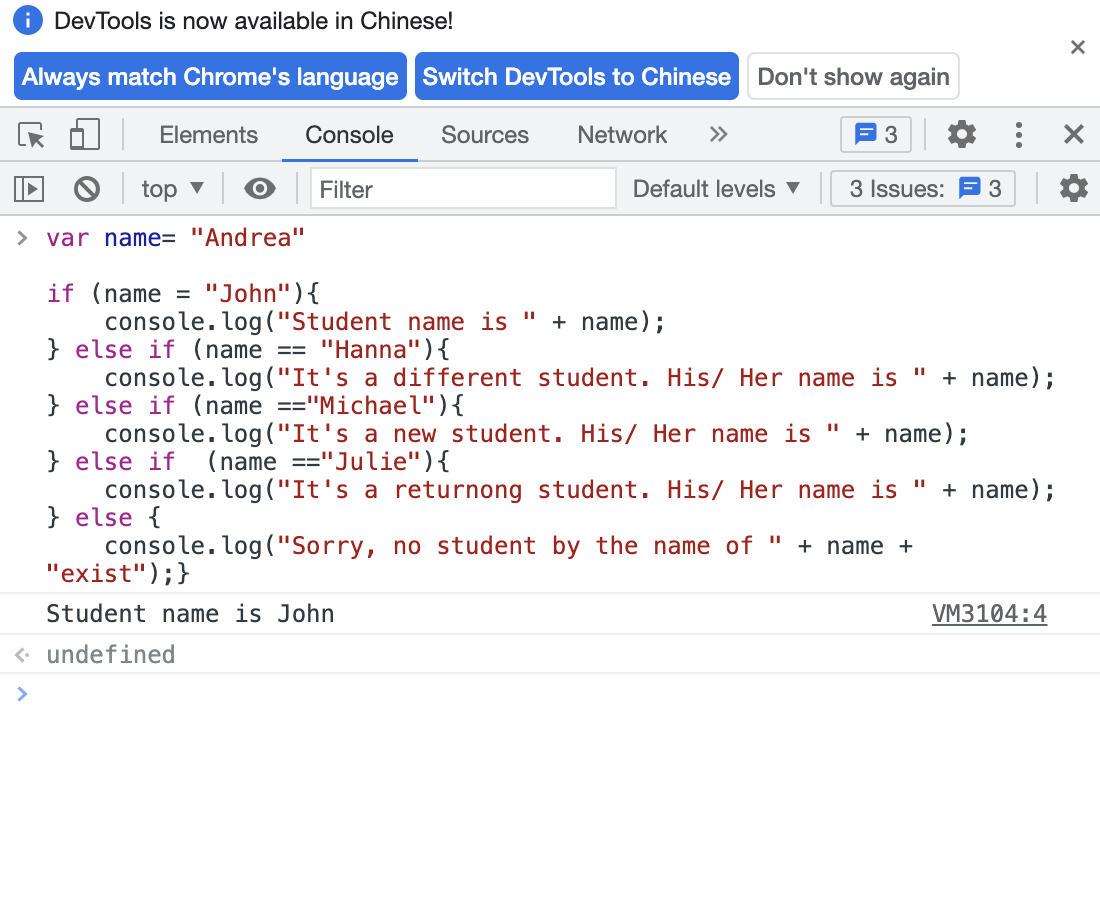 DevTools is now available in Chinese!
Always match Chrome's language Switch DevTools to Chinese Don't show again
Elements Console Sources Network 3
top Filter Default levels 3 Issues: 3
var name= "Andrea"
if (name = "John"){
console.log("Student name is " + name);
} else if (name == "Hanna"){
console.log("It's a different student. His/ Her name is " + name);
} else if (name =="Michael"){
console.log("It's a new student. His/ Her name is " + name);
} else if  (name =="Julie"){
console.log("It's a returnong student. His/ Her name is " + name);
} else {
console.log("Sorry, no student by the name of " + name +
"exist");}
Student name is John VM3104:4
undefined